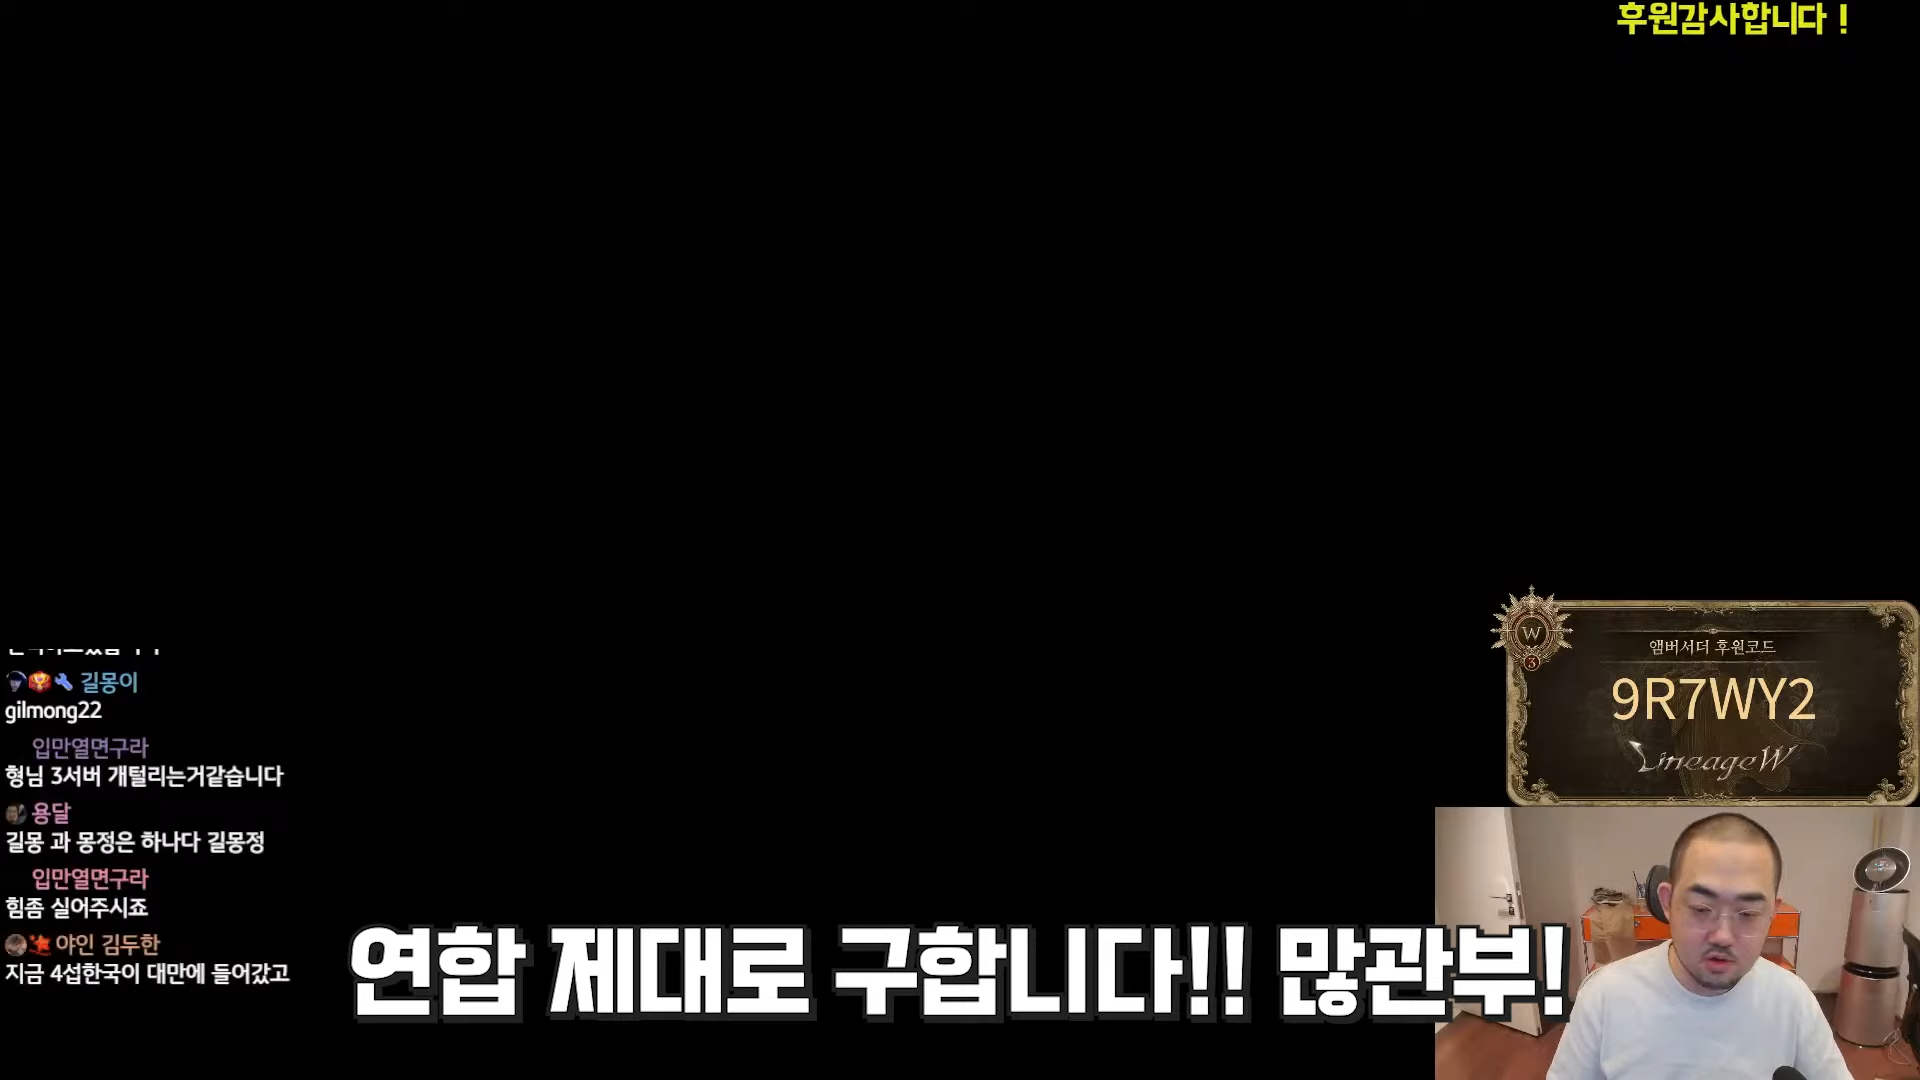 후원감사합니다 !
길몽이
gilmong22
입만열면구라
형님 3서버 개털리는거같습니다
용달
길몽 과 몽정은 하나다 길몽정
입만열면구라
힘좀 실어주시죠
야인 김두한
지금 4섭한국이 대만에 들어갔고
W
3
앰버서더 후원코드
9R7WY2
LineageW
연합 제대로 구합니다!! 많관부!